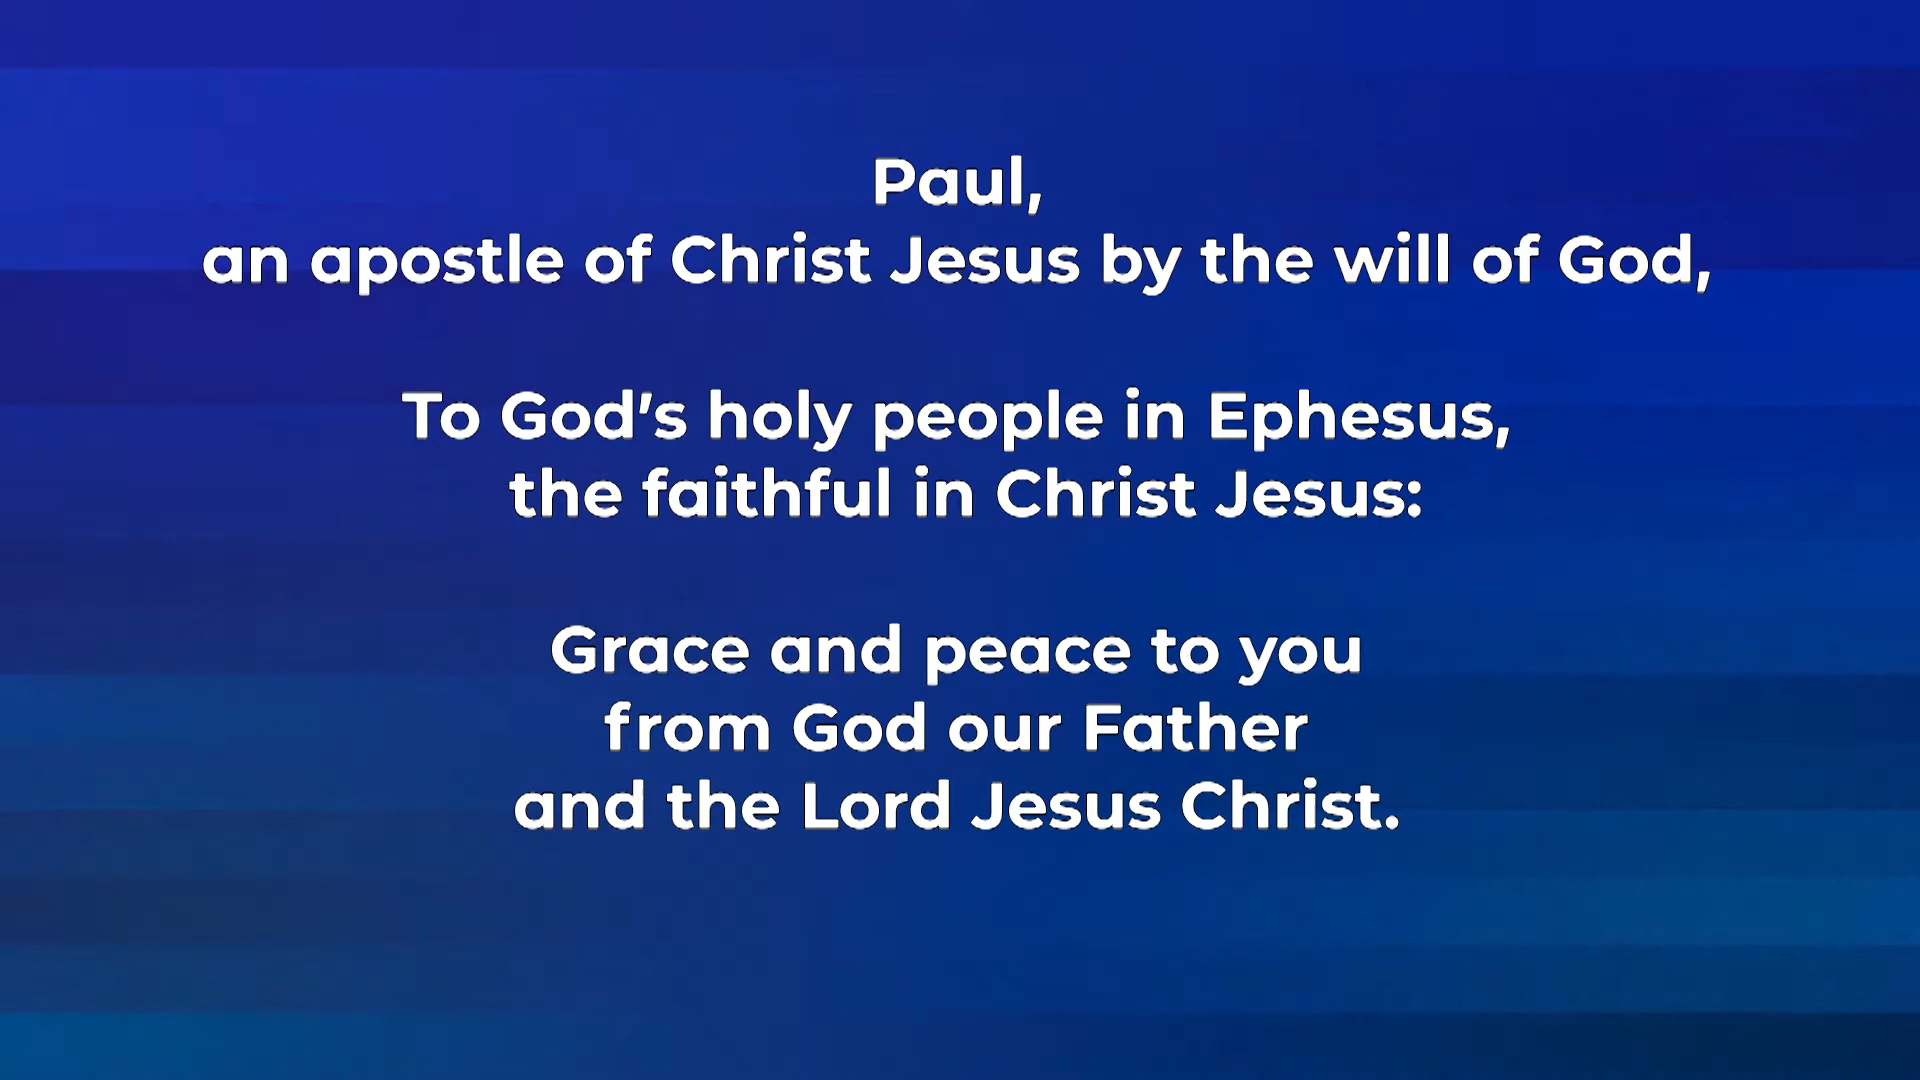 Paul,
an apostle of Christ Jesus by the will of God,
To God’s holy people in Ephesus,
the faithful in Christ Jesus:
Grace and peace to you
from God our Father
and the Lord Jesus Christ.